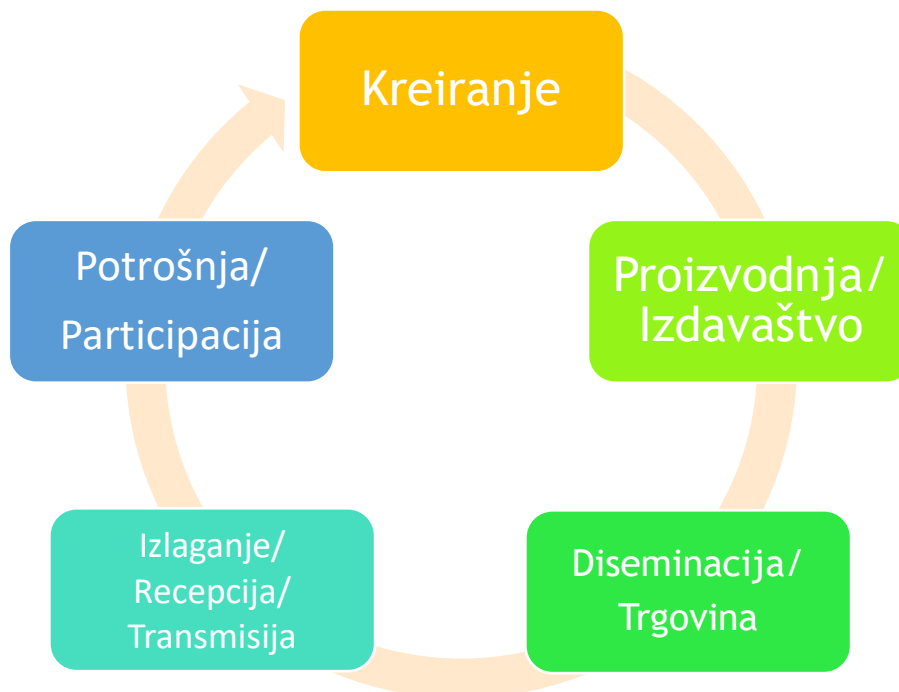 Kreiranje
Proizvodnja/
Izdavaštvo
Diseminacija/
Trgovina
Izlaganje/
Recepcija/
Transmisija
Potrošnja/
Participacija